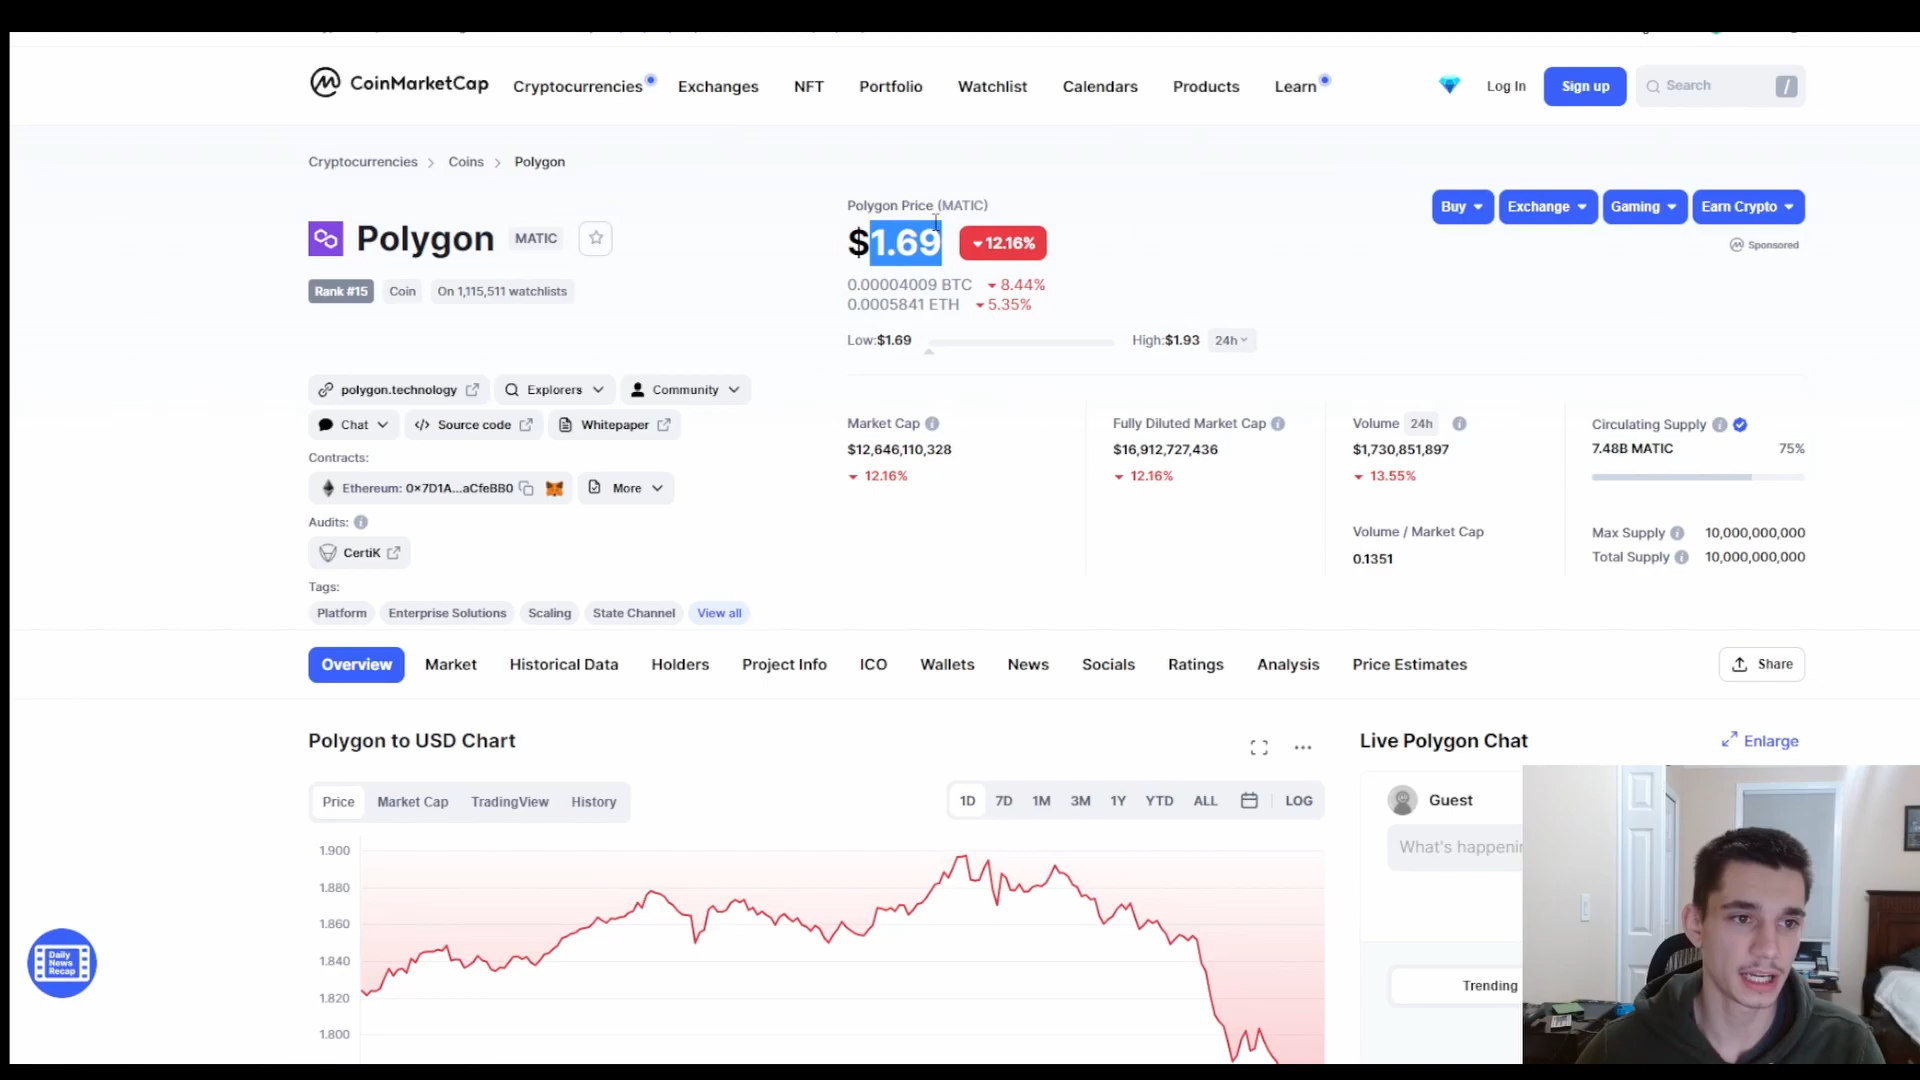 CoinMarketCap Cryptocurrencies Exchanges NFT Portfolio Watchlist Calendars Products Learn Log In Sign up Search /
Cryptocurrencies > Coins > Polygon
Polygon MATIC
Rank #15 Coin On 1,115,511 watchlists
Polygon Price (MATIC)
$1.69 12.16%
0.00004009 BTC 8.44%
0.0005841 ETH 5.35%
Low:$1.69 High:$1.93 24h
Buy Exchange Gaming Earn Crypto
Sponsored
polygon.technology Explorers Community
Chat Source code Whitepaper
Contracts:
Ethereum: 0x7D1A...aCfeBB0 More
Audits:
CertiK
Tags:
Platform Enterprise Solutions Scaling State Channel View all
Market Cap
$12,646,110,328
12.16%
Fully Diluted Market Cap
$16,912,727,436
12.16%
Volume 24h
$1,730,851,897
13.55%
Volume / Market Cap
0.1351
Circulating Supply
7.48B MATIC 75%
Max Supply 10,000,000,000
Total Supply 10,000,000,000
Overview Market Historical Data Holders Project Info ICO Wallets News Socials Ratings Analysis Price Estimates Share
Polygon to USD Chart
Price Market Cap TradingView History
1D 7D 1M 3M 1Y YTD ALL LOG
1.900
1.880
1.860
1.840
1.820
1.800
Live Polygon Chat Enlarge
Guest
What's happenin
Trending
Daily
News
Recap